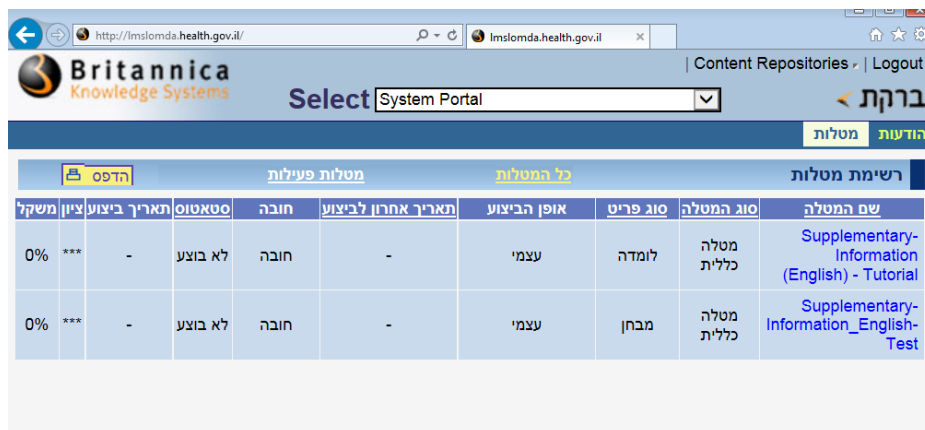 http://lmslomda.health.gov.il/
lmslomda.health.gov.il
Britannica
Knowledge Systems
| Content Repositories | Logout
Select System Portal
ברקת
הודעות מטלות
רשימת מטלות כל המטלות מטלות פעילות הדפס
שם המטלה סוג המטלה סוג פריט אופן הביצוע תאריך אחרון לביצוע חובה סטאטוס תאריך ביצוע ציון משקל
Supplementary-
Information
(English) - Tutorial
מטלה
כללית
לומדה עצמי - חובה לא בוצע - *** 0%
Supplementary-
Information_English-
Test
מטלה
כללית
מבחן עצמי - חובה לא בוצע - *** 0%